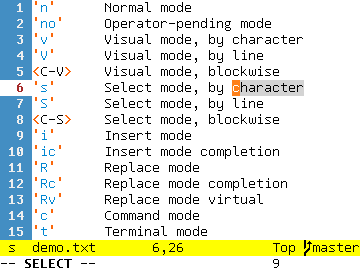 1 'n' Normal mode
2 'no' Operator-pending mode
3 'v' Visual mode, by character
4 'V' Visual mode, by line
5 <C-V> Visual mode, blockwise
6 's' Select mode, by character
7 'S' Select mode, by line
8 <C-S> Select mode, blockwise
9 'i' Insert mode
10 'ic' Insert mode completion
11 'R' Replace mode
12 'Rc' Replace mode completion
13 'Rv' Replace mode virtual
14 'c' Command mode
15 't' Terminal mode
s demo.txt 6,26 Top master
-- SELECT -- 9